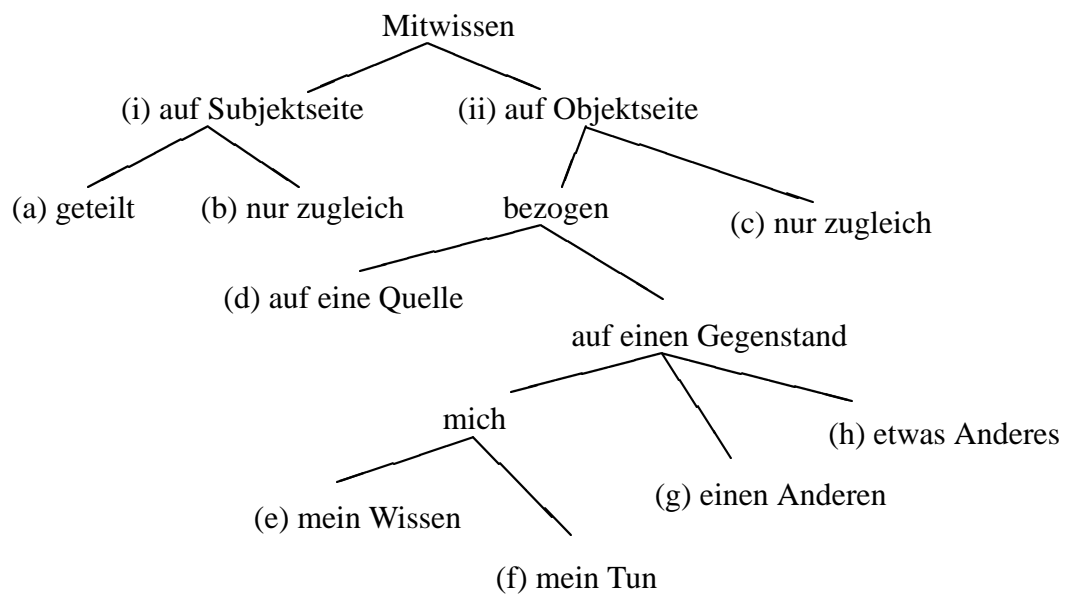 Mitwissen
(i) auf Subjektseite
(ii) auf Objektseite
(a) geteilt
(b) nur zugleich
bezogen
(c) nur zugleich
(d) auf eine Quelle
auf einen Gegenstand
mich
(h) etwas Anderes
(g) einen Anderen
(e) mein Wissen
(f) mein Tun